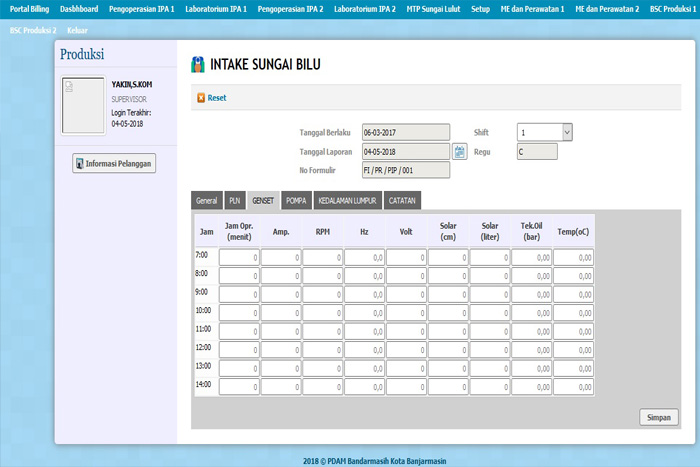 Portal Billing Dasbhboard Pengoperasian IPA 1 Laboratorium IPA 1 Pengoperasian IPA 2 Laboratorium IPA 2 MTP Sungai Lulut Setup ME dan Perawatan 1 ME dan Perawatan 2 BSC Produksi 1
BSC Produksi 2 Keluar
Produksi
YAKIN,S.KOM
SUPERVISOR
Login Terakhir:
04-05-2018
Informasi Pelanggan
INTAKE SUNGAI BILU
Reset
Tanggal Berlaku 06-03-2017 Shift 1
Tanggal Laporan 04-05-2018 Regu C
No Formulir FI / PR / PIP / 001
General PLN GENSET POMPA KEDALAMAN LUMPUR CATATAN
Jam Jam Opr. (menit) Amp. RPM Hz Volt Solar (cm) Solar (liter) Tek.Oil (bar) Temp(oC)
7:00 0 0 0 0,0 0 0 0 0,00 0,00
8:00 0 0 0 0,0 0 0 0 0,00 0,00
9:00 0 0 0 0,0 0 0 0 0,00 0,00
10:00 0 0 0 0,0 0 0 0 0,00 0,00
11:00 0 0 0 0,0 0 0 0 0,00 0,00
12:00 0 0 0 0,0 0 0 0 0,00 0,00
13:00 0 0 0 0,0 0 0 0 0,00 0,00
14:00 0 0 0 0,0 0 0 0 0,00 0,00
Simpan
2018 © PDAM Bandarmasih Kota Banjarmasin